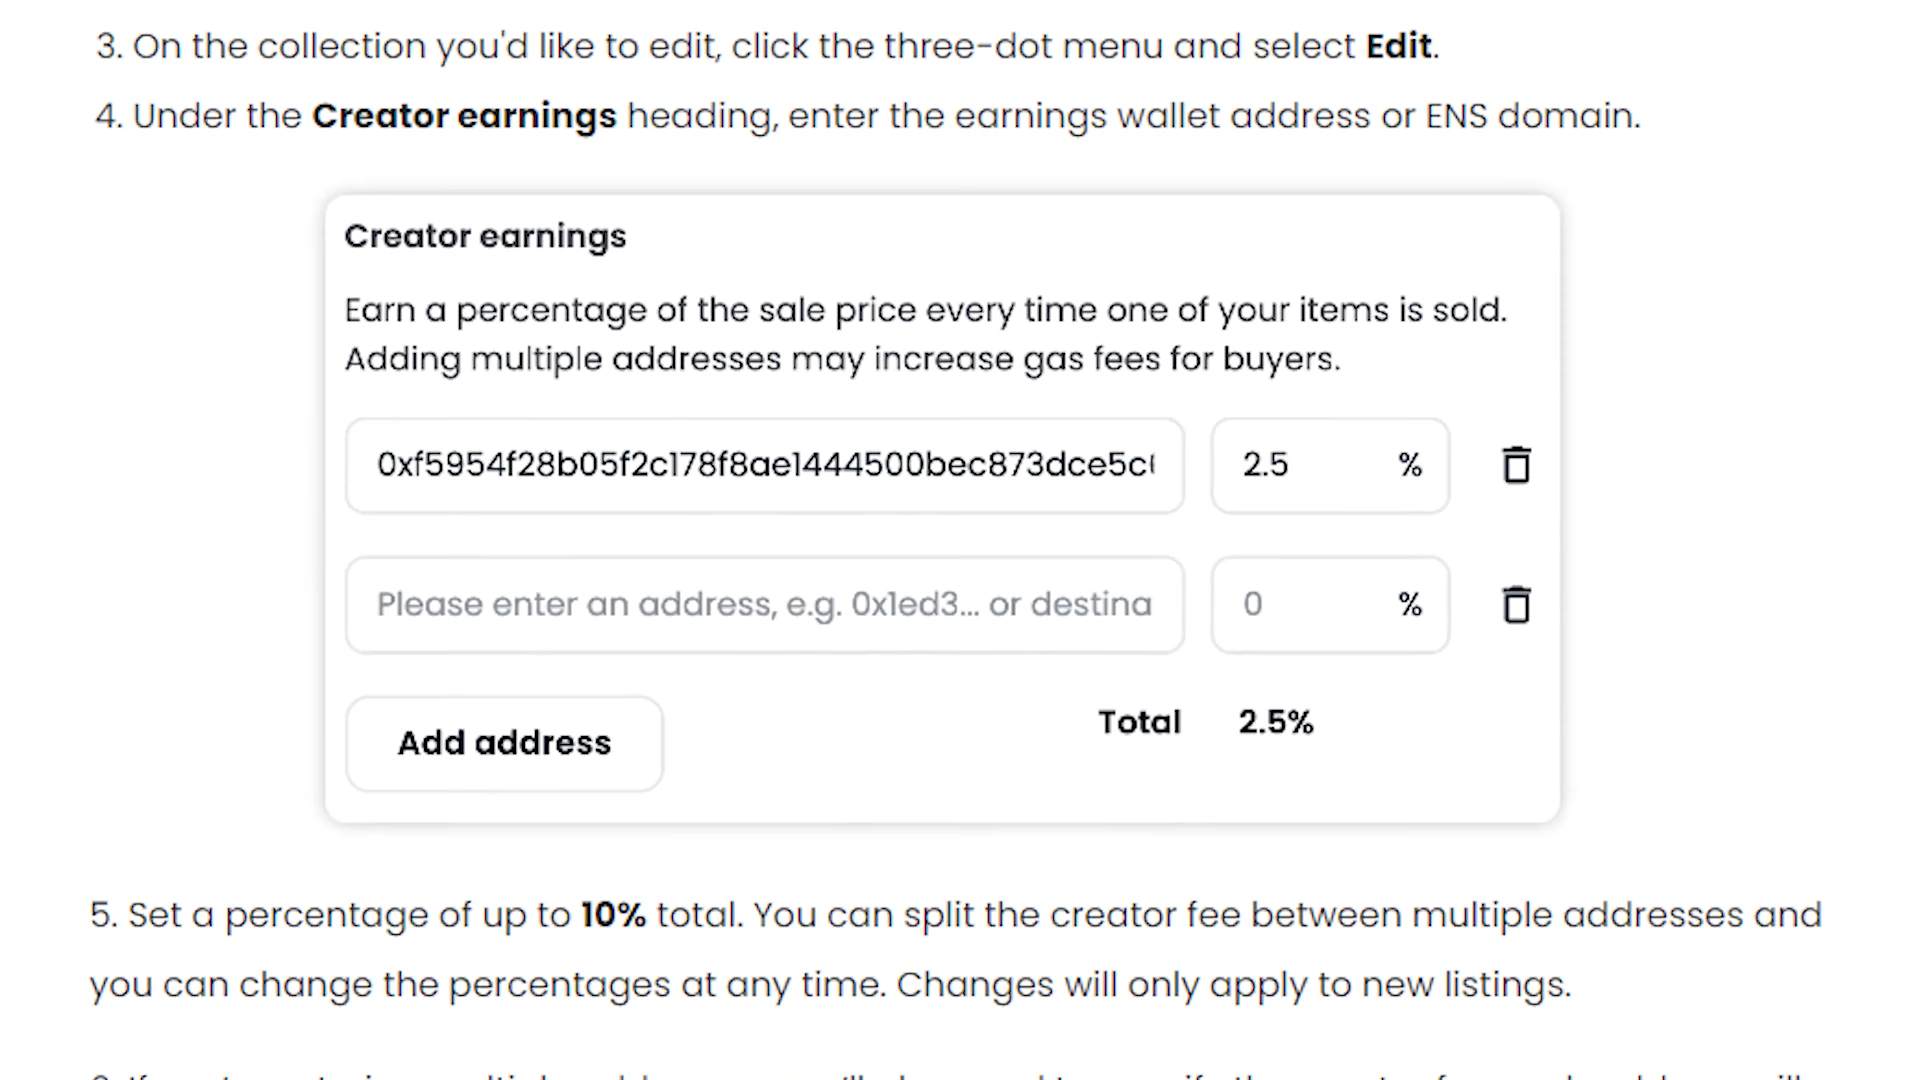 3. On the collection you'd like to edit, click the three-dot menu and select Edit.
4. Under the Creator earnings heading, enter the earnings wallet address or ENS domain.
Creator earnings
Earn a percentage of the sale price every time one of your items is sold.
Adding multiple addresses may increase gas fees for buyers.
0xf5954f28b05f2c178f8ae1444500bec873dce5c 2.5 %
Please enter an address, e.g. 0x1ed3... or destina 0 %
Add address Total 2.5%
5. Set a percentage of up to 10% total. You can split the creator fee between multiple addresses and
you can change the percentages at any time. Changes will only apply to new listings.